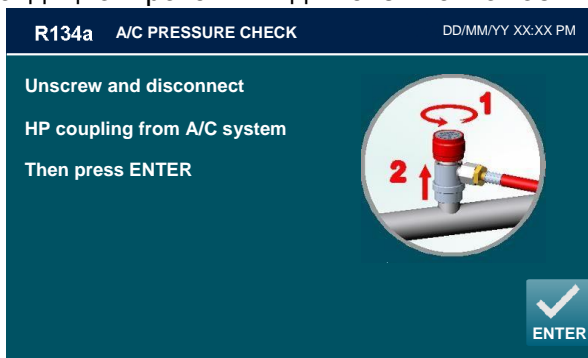 R134a A/C PRESSURE CHECK DD/MM/YY XX:XX PM
Unscrew and disconnect
HP coupling from A/C system
Then press ENTER
1
2
ENTER